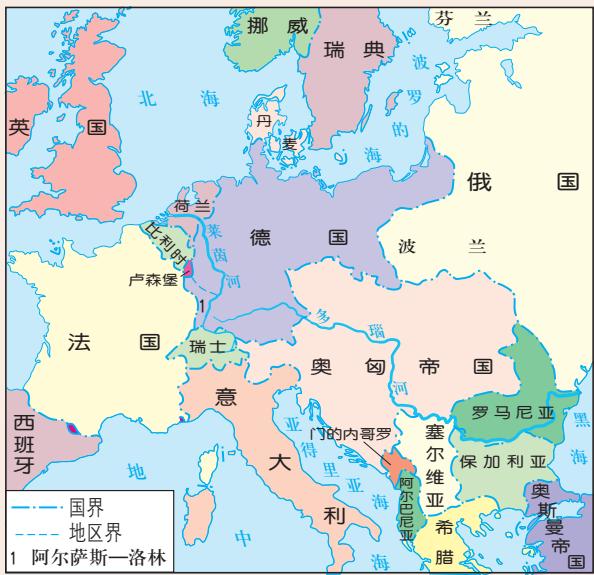 挪威
芬兰
瑞典
波罗的海
北海
丹麦
英国
荷兰
俄国
比利时
莱茵河
德国
波兰
卢森堡
1
多瑙河
法国
瑞士
奥匈帝国
意大利
罗马尼亚
西班牙
亚得里亚海
门的内哥罗
塞尔维亚
保加利亚
黑海
地中海
阿尔巴尼亚
希腊
奥斯曼帝国
国界
地区界
1 阿尔萨斯—洛林